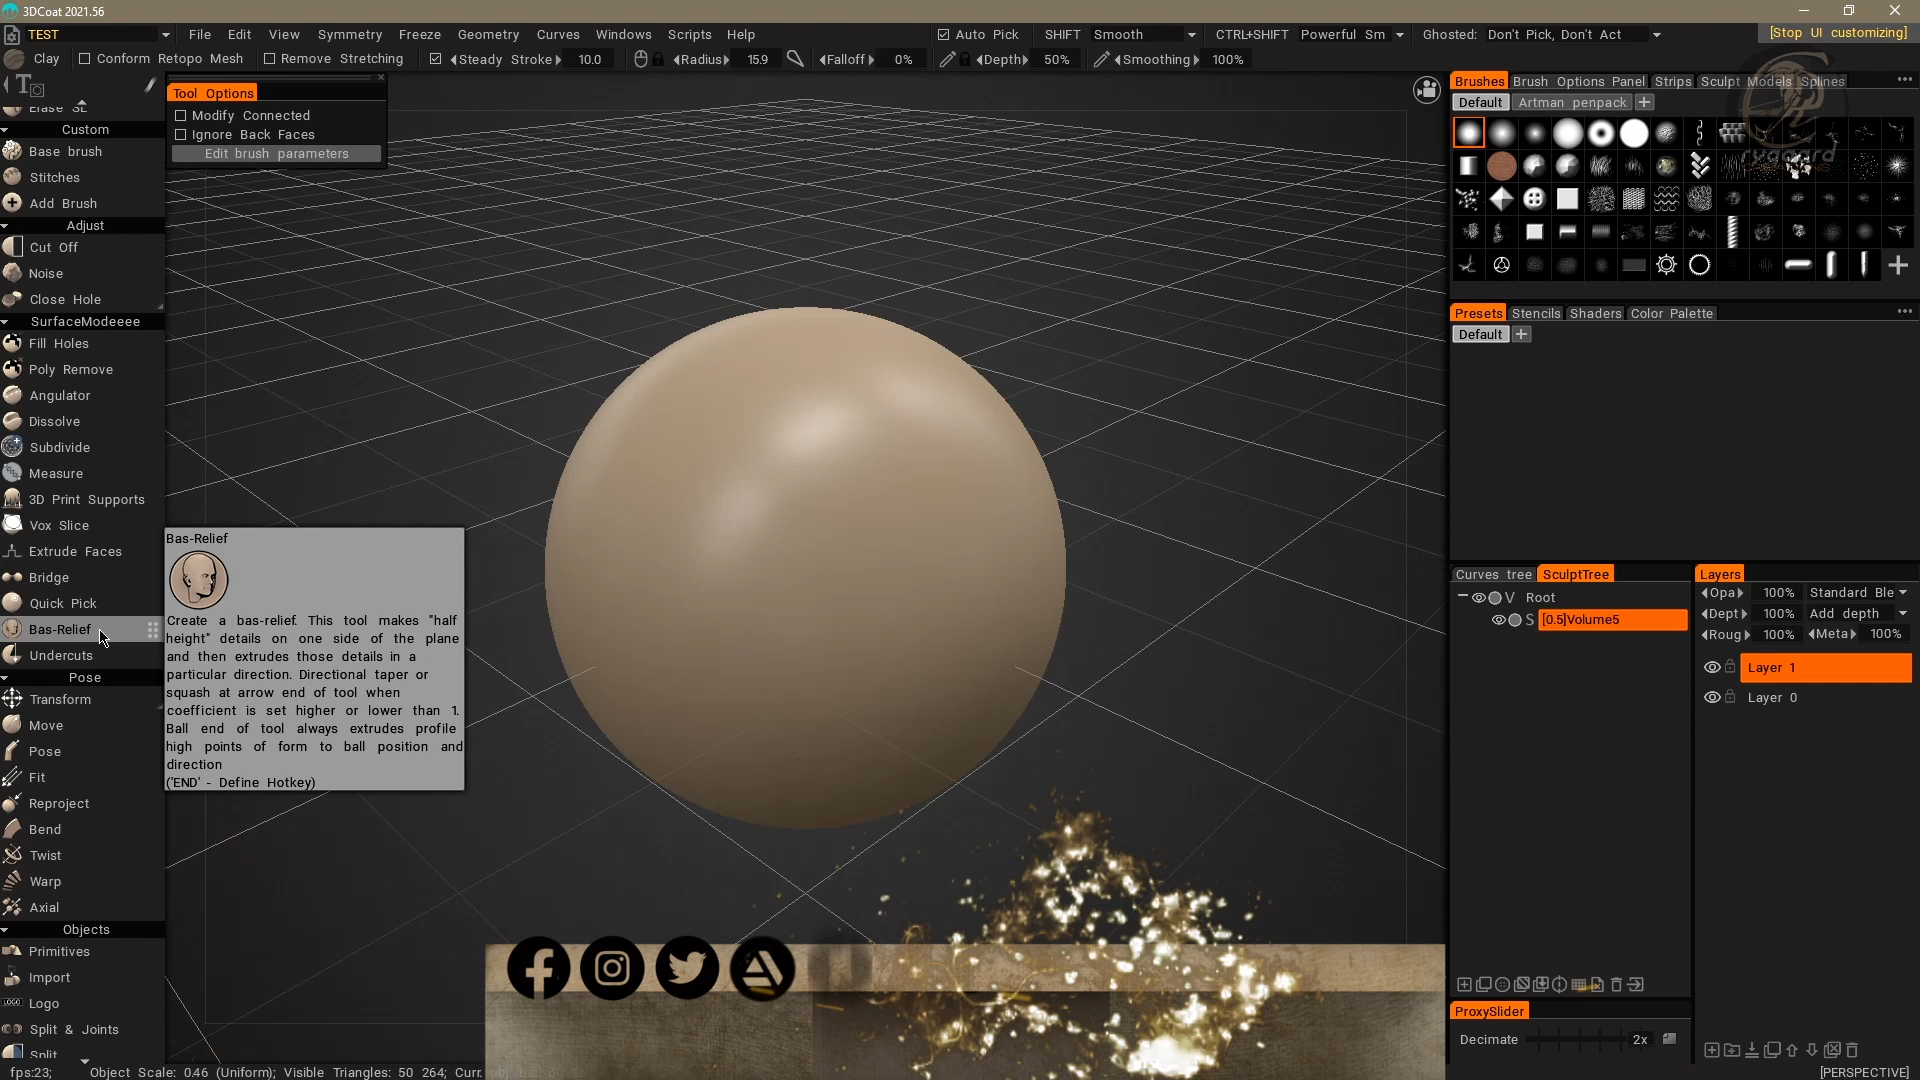 3DCoat 2021.56
TEST File Edit View Symmetry Freeze Geometry Curves Windows Scripts Help Auto Pick SHIFT Smooth CTRL+SHIFT Powerful Sm Ghosted: Don't Pick, Don't Act [Stop UI customizing]
Clay Conform Retopo Mesh Remove Stretching Steady Stroke 10.0 Radius 15.9 Falloff 0% Depth 50% Smoothing 100%
Tool Options
Modify Connected
Ignore Back Faces
Edit brush parameters
Erase SL
Custom
Base brush
Stitches
Add Brush
Adjust
Cut Off
Noise
Close Hole
SurfaceModeeee
Fill Holes
Poly Remove
Angulator
Dissolve
Subdivide
Measure
3D Print Supports
Vox Slice
Extrude Faces
Bridge
Quick Pick
Bas-Relief
Undercuts
Pose
Transform
Move
Pose
Fit
Reproject
Bend
Twist
Warp
Axial
Objects
Primitives
Import
LOGO Logo
Split & Joints
Split
Bas-Relief
Create a bas-relief. This tool makes "half
height" details on one side of the plane
and then extrudes those details in a
particular direction. Directional taper or
squash at arrow end of tool when
coefficient is set higher or lower than 1.
Ball end of tool always extrudes profile
high points of form to ball position and
direction
('END' - Define Hotkey)
Brushes Brush Options Panel Strips Sculpt Models Splines
Default Artman penpack
Presets Stencils Shaders Color Palette
Default
Curves tree SculptTree
V Root
S [0.5]Volume5
Layers
Opa 100% Standard Ble
Dept 100% Add depth
Roug 100% Meta 100%
Layer 1
Layer 0
ProxySlider
Decimate 2x
fps:23; Object Scale: 0.46 (Uniform); Visible Triangles: 50 264; Curr
[PERSPECTIVE]